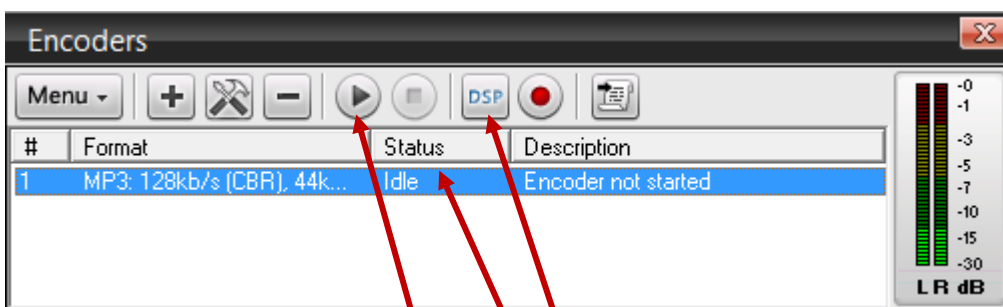 Encoders
Menu
DSP
# Format Status Description
1 MP3: 128kb/s (CBR), 44k... Idle Encoder not started
-0
-1
-3
-5
-7
-10
-15
-30
L R dB